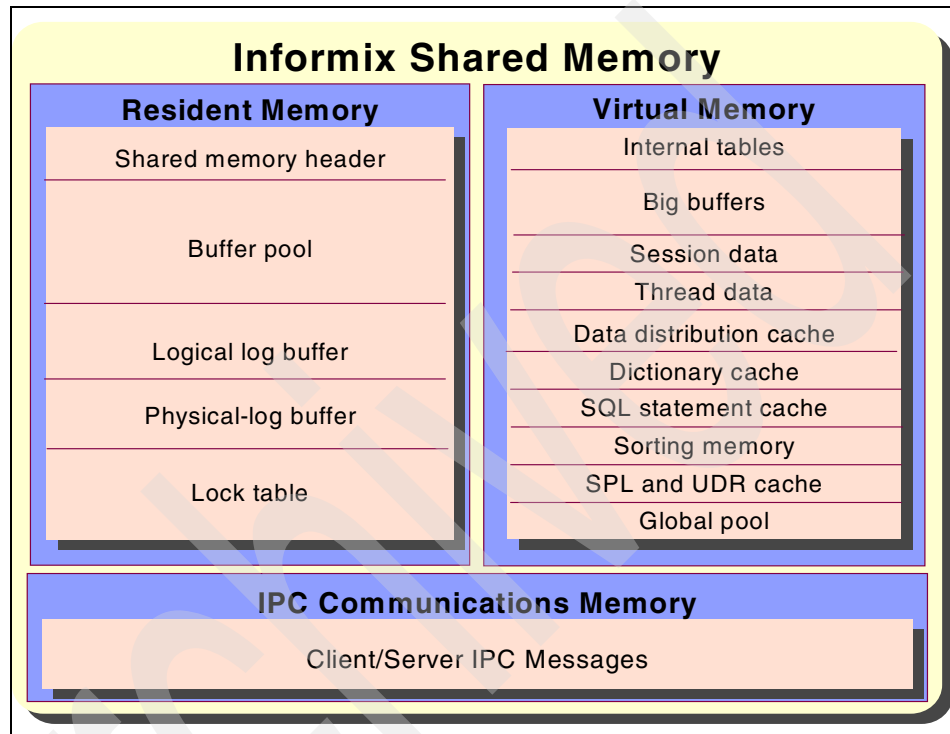 Informix Shared Memory
Resident Memory
Shared memory header
Buffer pool
Logical log buffer
Physical-log buffer
Lock table
Virtual Memory
Internal tables
Big buffers
Session data
Thread data
Data distribution cache
Dictionary cache
SQL statement cache
Sorting memory
SPL and UDR cache
Global pool
IPC Communications Memory
Client/Server IPC Messages